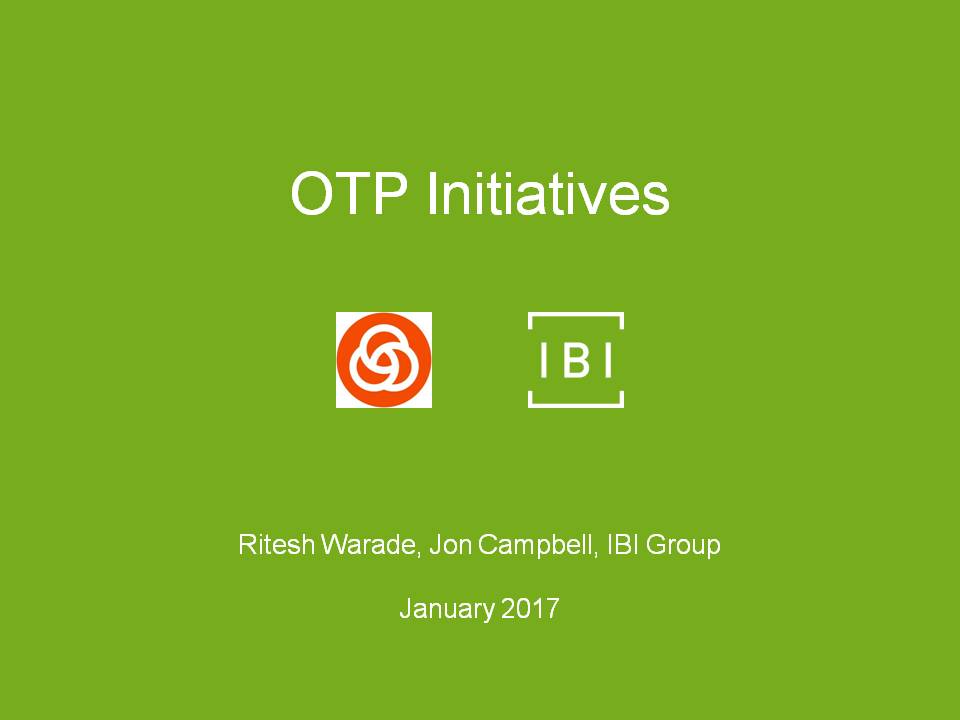 OTP Initiatives
IBI
Ritesh Warade, Jon Campbell, IBI Group
January 2017